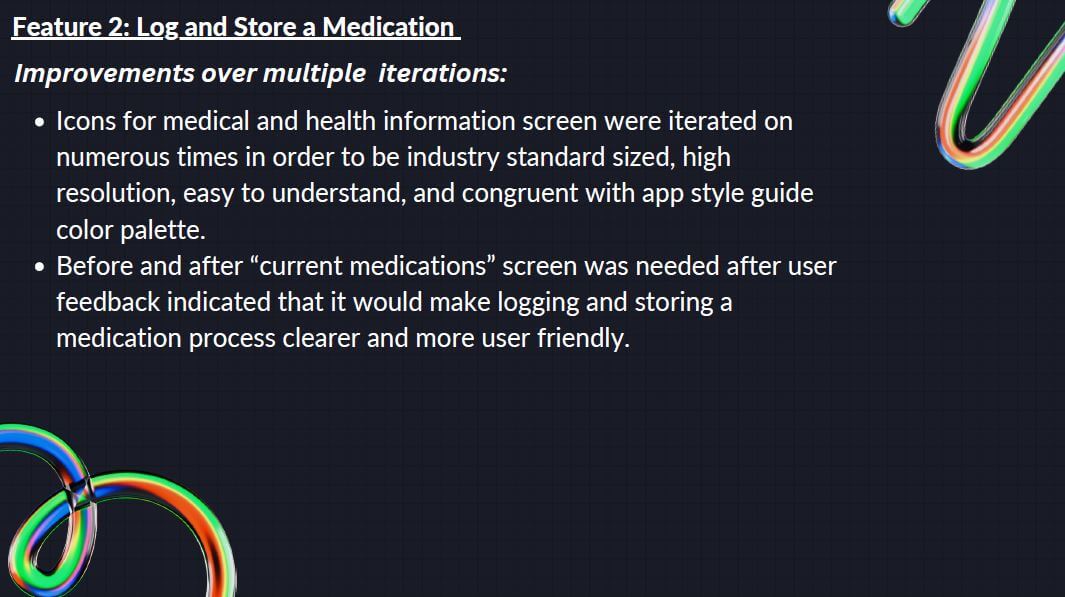 Feature 2: Log and Store a Medication
Improvements over multiple iterations:
• Icons for medical and health information screen were iterated on
numerous times in order to be industry standard sized, high
resolution, easy to understand, and congruent with app style guide
color palette.
• Before and after “current medications” screen was needed after user
feedback indicated that it would make logging and storing a
medication process clearer and more user friendly.